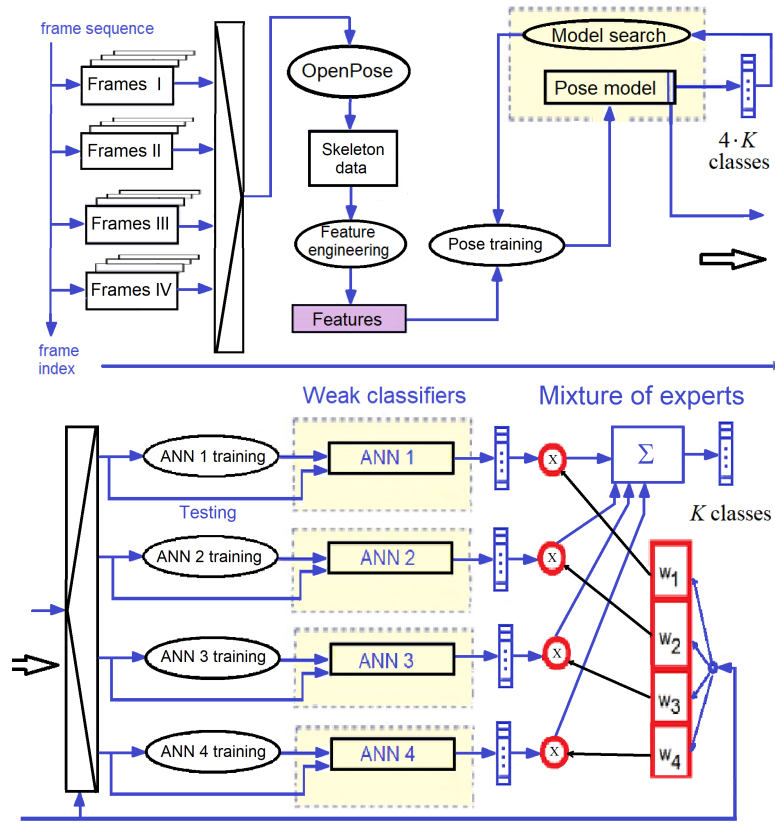 frame sequence
Frames I
Frames II
Frames III
Frames IV
frame
index
OpenPose
Skeleton
data
Feature
engineering
Features
Model search
Pose model
Pose training
4·K
classes
Weak classifiers
Mixture of experts
ANN 1 training
ANN 1
X
Σ
K classes
Testing
ANN 2 training
ANN 2
X
ANN 3 training
ANN 3
X
ANN 4 training
ANN 4
X
w1
w2
w3
w4